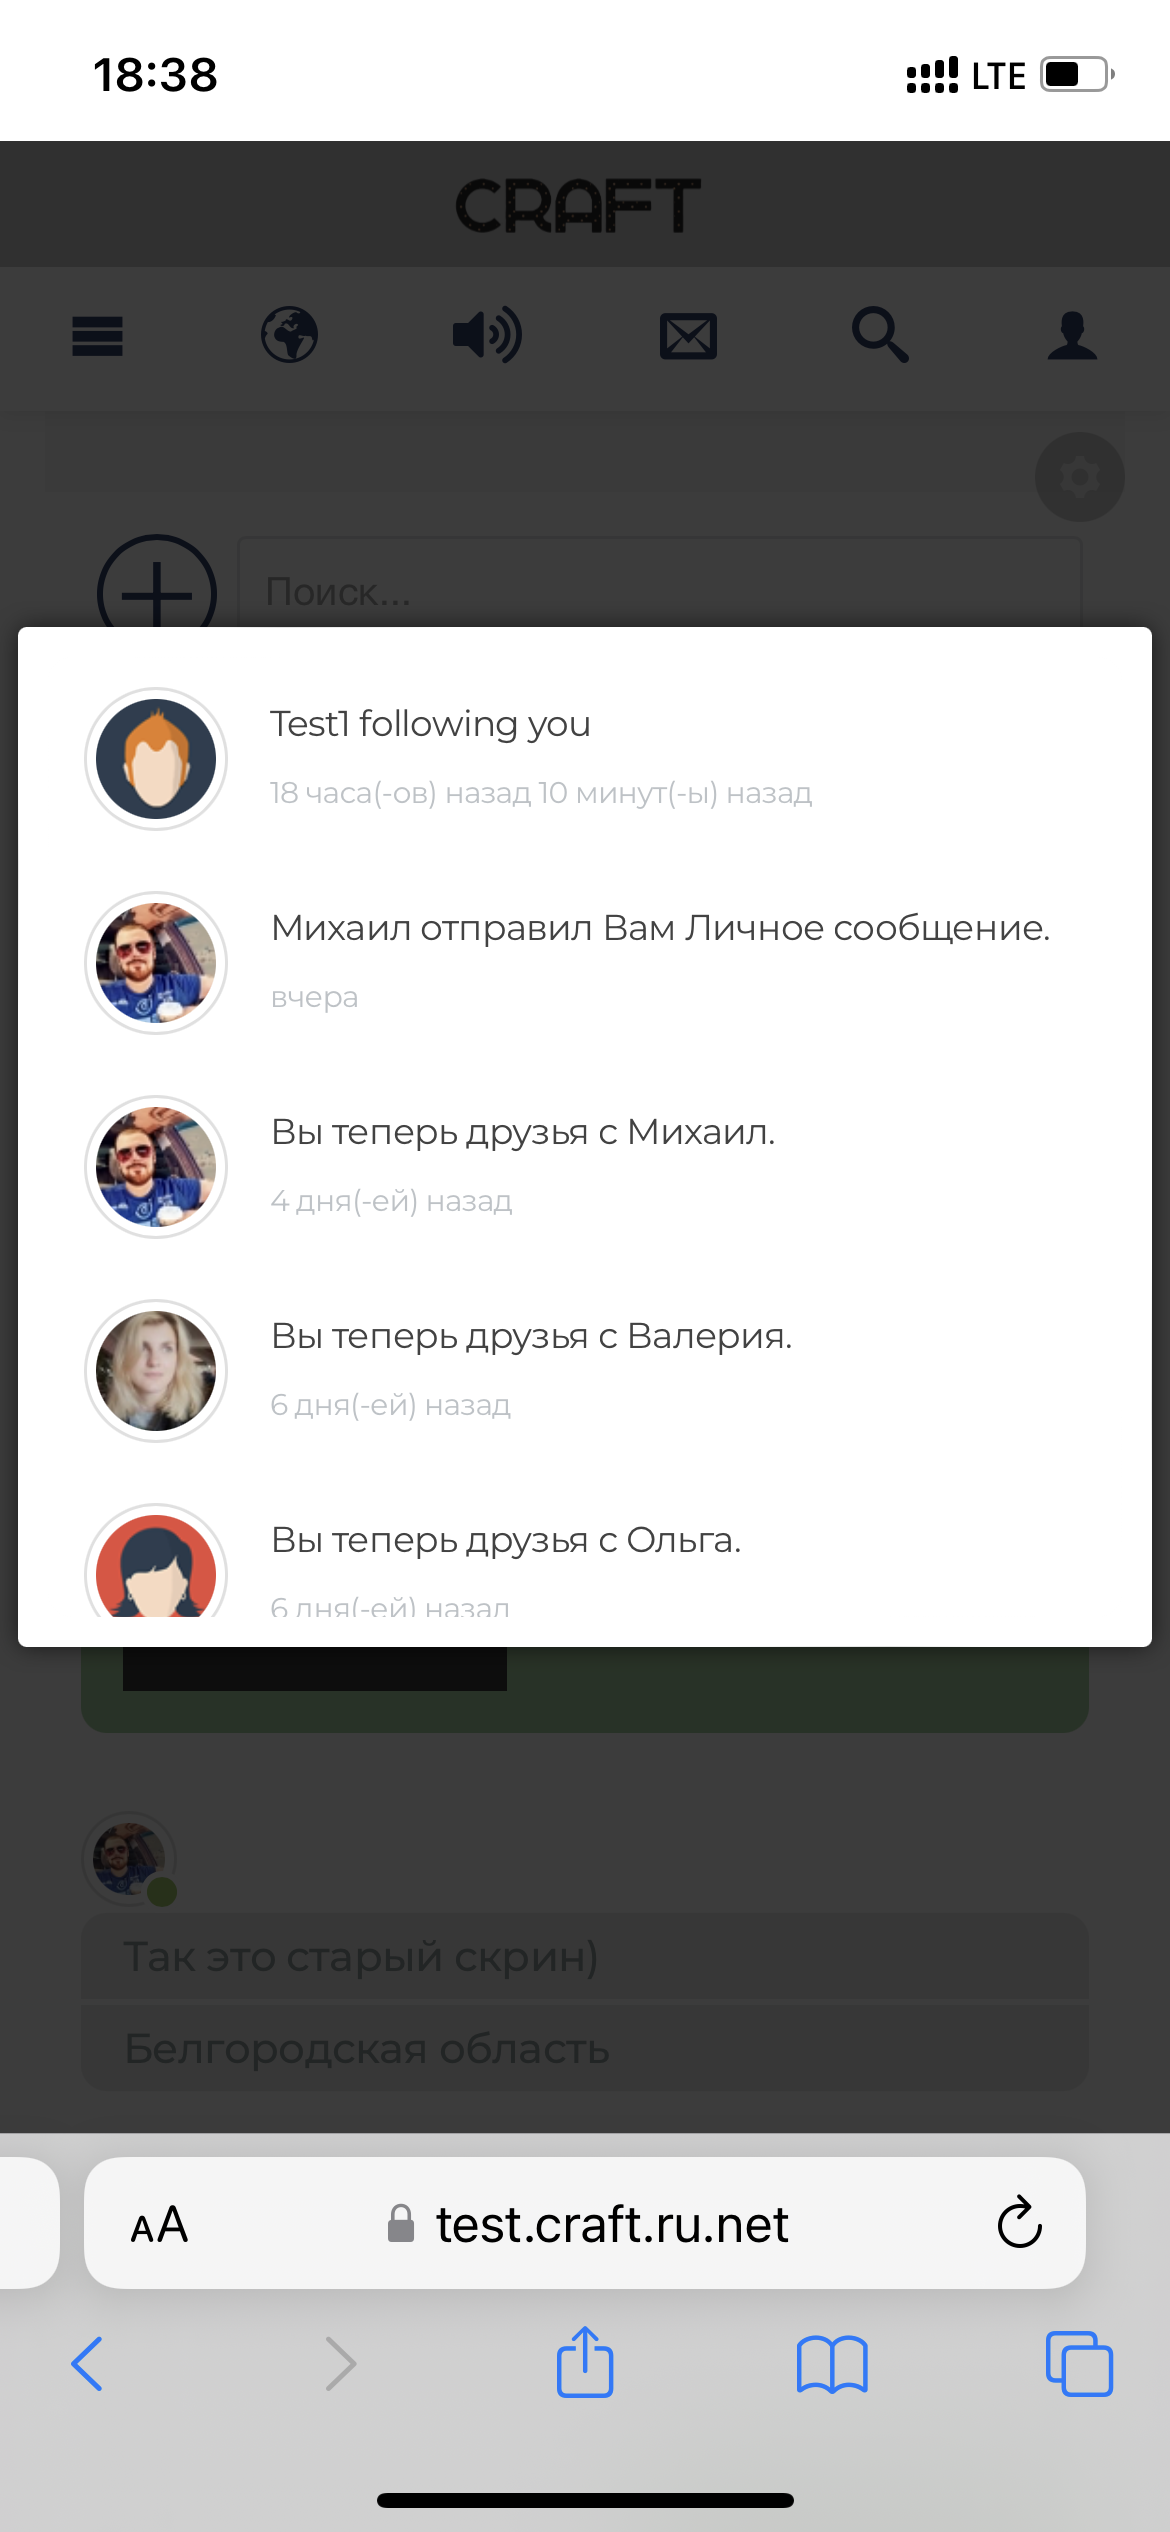 18:38
LTE
CRAFT
Поиск...
Test1 following you
18 часа(-ов) назад 10 минут(-ы) назад
Михаил отправил Вам Личное сообщение.
вчера
Вы теперь друзья с Михаил.
4 дня(-ей) назад
Вы теперь друзья с Валерия.
6 дня(-ей) назад
Вы теперь друзья с Ольга.
6 дня(-ей) назад
Так это старый скрин)
Белгородская область
AA
test.craft.ru.net